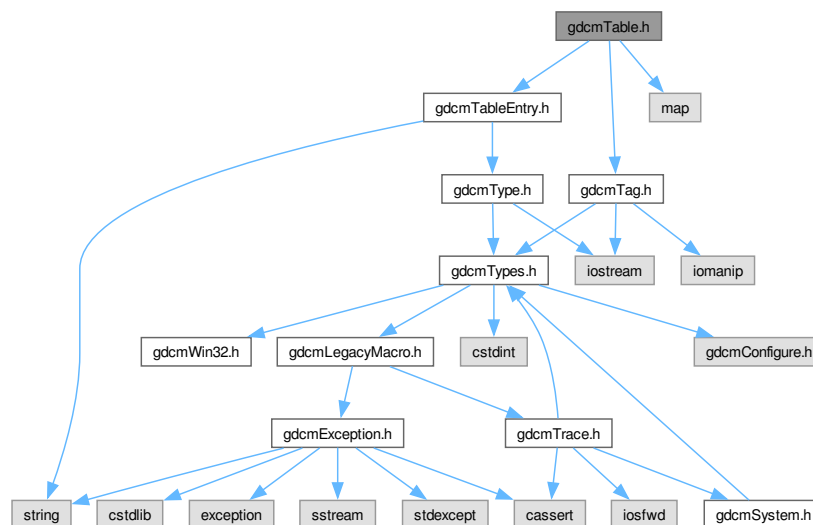 gdcmTable.h
gdcmTableEntry.h
map
gdcmType.h
gdcmTag.h
gdcmTypes.h
iostream
iomanip
gdcmWin32.h
gdcmLegacyMacro.h
cstdint
gdcmConfigure.h
gdcmException.h
gdcmTrace.h
string
cstdlib
exception
sstream
stdexcept
cassert
iosfwd
gdcmSystem.h